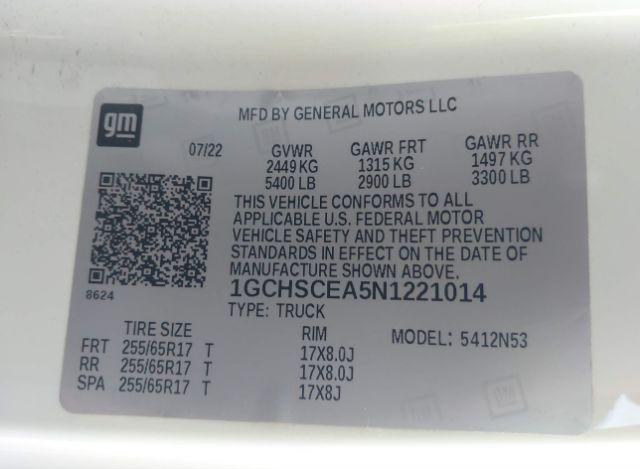 gm
MFD BY GENERAL MOTORS LLC
07/22 GVWR GAWR FRT GAWR RR
2449 KG 1315 KG 1497 KG
5400 LB 2900 LB 3300 LB
THIS VEHICLE CONFORMS TO ALL
APPLICABLE U.S. FEDERAL MOTOR
VEHICLE SAFETY AND THEFT PREVENTION
STANDARDS IN EFFECT ON THE DATE OF
MANUFACTURE SHOWN ABOVE.
8624
1GCHSCEA5N1221014
TYPE: TRUCK
TIRE SIZE RIM MODEL: 5412N53
FRT 255/65R17 T 17X8.0J
RR 255/65R17 T 17X8.0J
SPA 255/65R17 T 17X8J